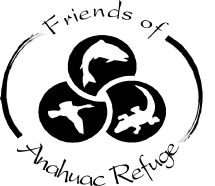 Friends of
Anahuac Refuge